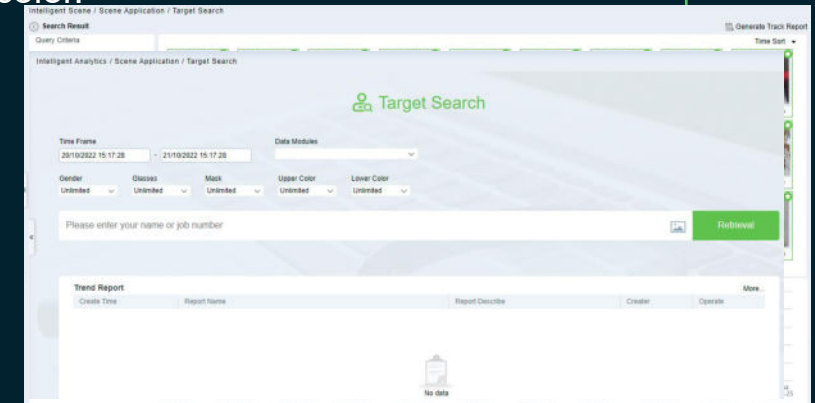 Intelligent Scene / Scene Application / Target Search
Search Result
Generate Track Report
Query Criteria
Time Sort
Intelligent Analytics / Scene Application / Target Search
Target Search
Time Frame
Data Modules
20/10/2022 15:17:28 - 21/10/2022 15:17:28
Gender Glasses Mask Upper Color Lower Color
Unlimited Unlimited Unlimited Unlimited Unlimited
Please enter your name or job number
Retrieval
Trend Report
More..
Create Time Report Name Report Describe Creater Operate
No data